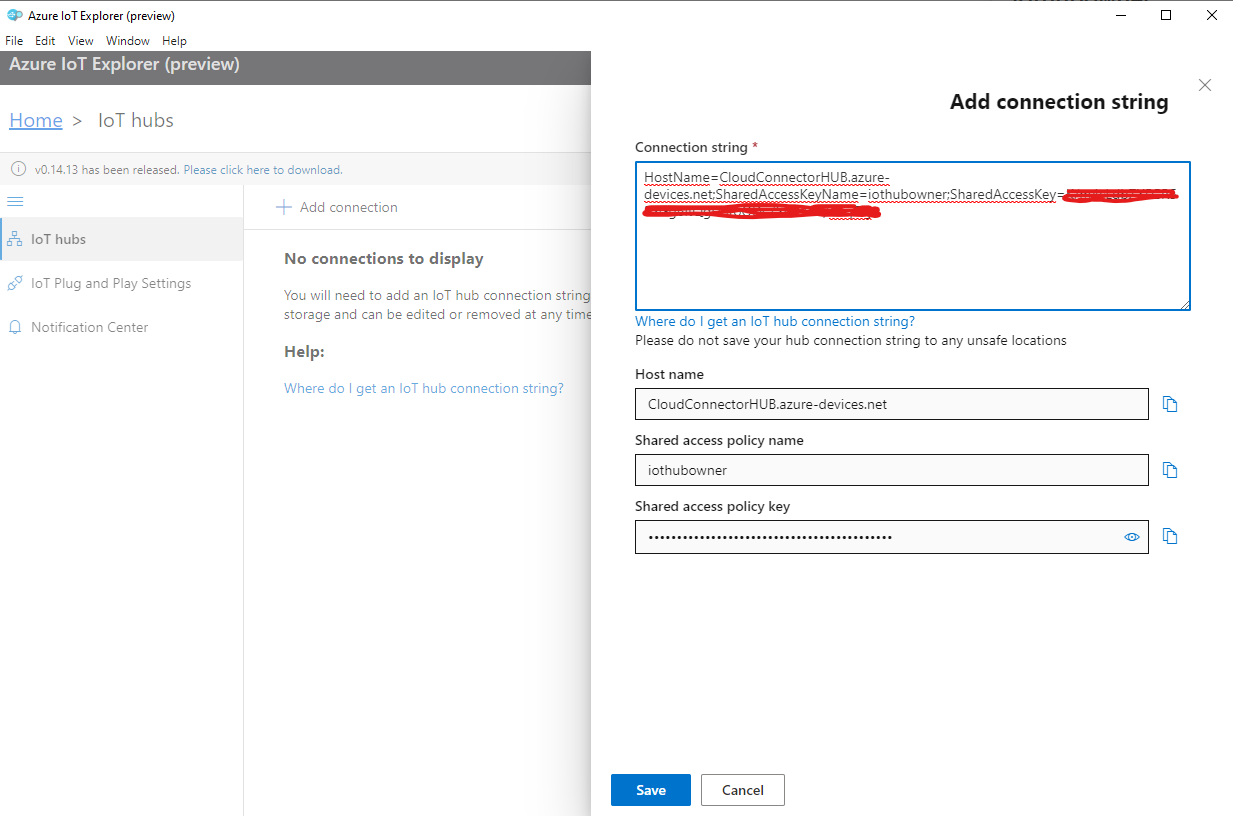 Azure IoT Explorer (preview)
File Edit View Window Help
Azure IoT Explorer (preview)
Home > IoT hubs
v0.14.13 has been released. Please click here to download.
IoT hubs
IoT Plug and Play Settings
Notification Center
Add connection
No connections to display
You will need to add an IoT hub connection string
storage and can be edited or removed at any time
Help:
Where do I get an IoT hub connection string?
Add connection string
Connection string *
HostName=CloudConnectorHUB.azure-
devices.net;SharedAccessKeyName=iothubowner;SharedAccessKey=
Where do I get an IoT hub connection string?
Please do not save your hub connection string to any unsafe locations
Host name
CloudConnectorHUB.azure-devices.net
Shared access policy name
iothubowner
Shared access policy key
Save
Cancel